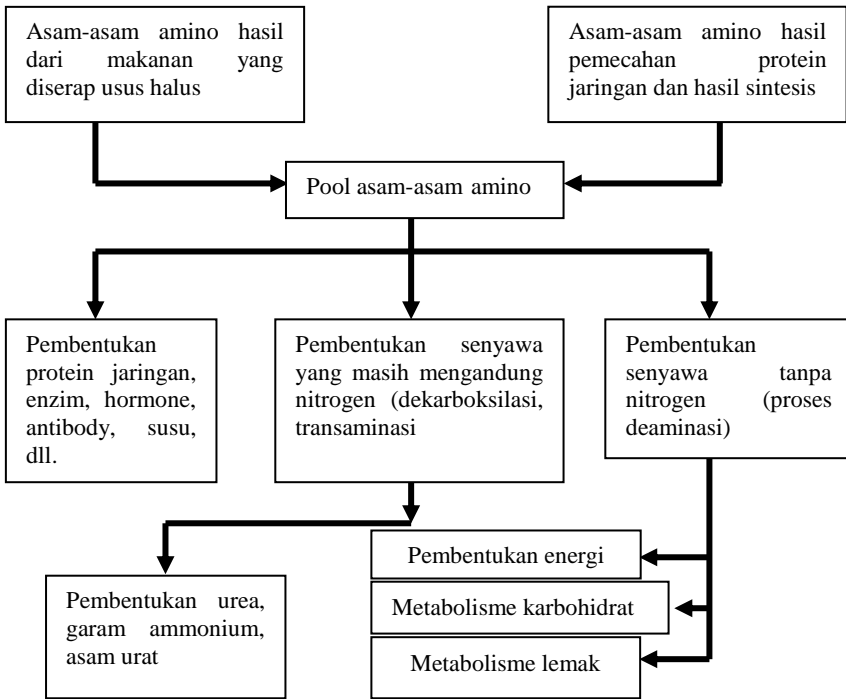 Asam-asam amino hasil
dari makanan yang
diserap usus halus
Asam-asam amino hasil
pemecahan protein
jaringan dan hasil sintesis
Pool asam-asam amino
Pembentukan
protein jaringan,
enzim, hormone,
antibody, susu,
dll.
Pembentukan senyawa
yang masih mengandung
nitrogen (dekarboksilasi,
transaminasi
Pembentukan
senyawa tanpa
nitrogen (proses
deaminasi)
Pembentukan urea,
garam ammonium,
asam urat
Pembentukan energi
Metabolisme karbohidrat
Metabolisme lemak